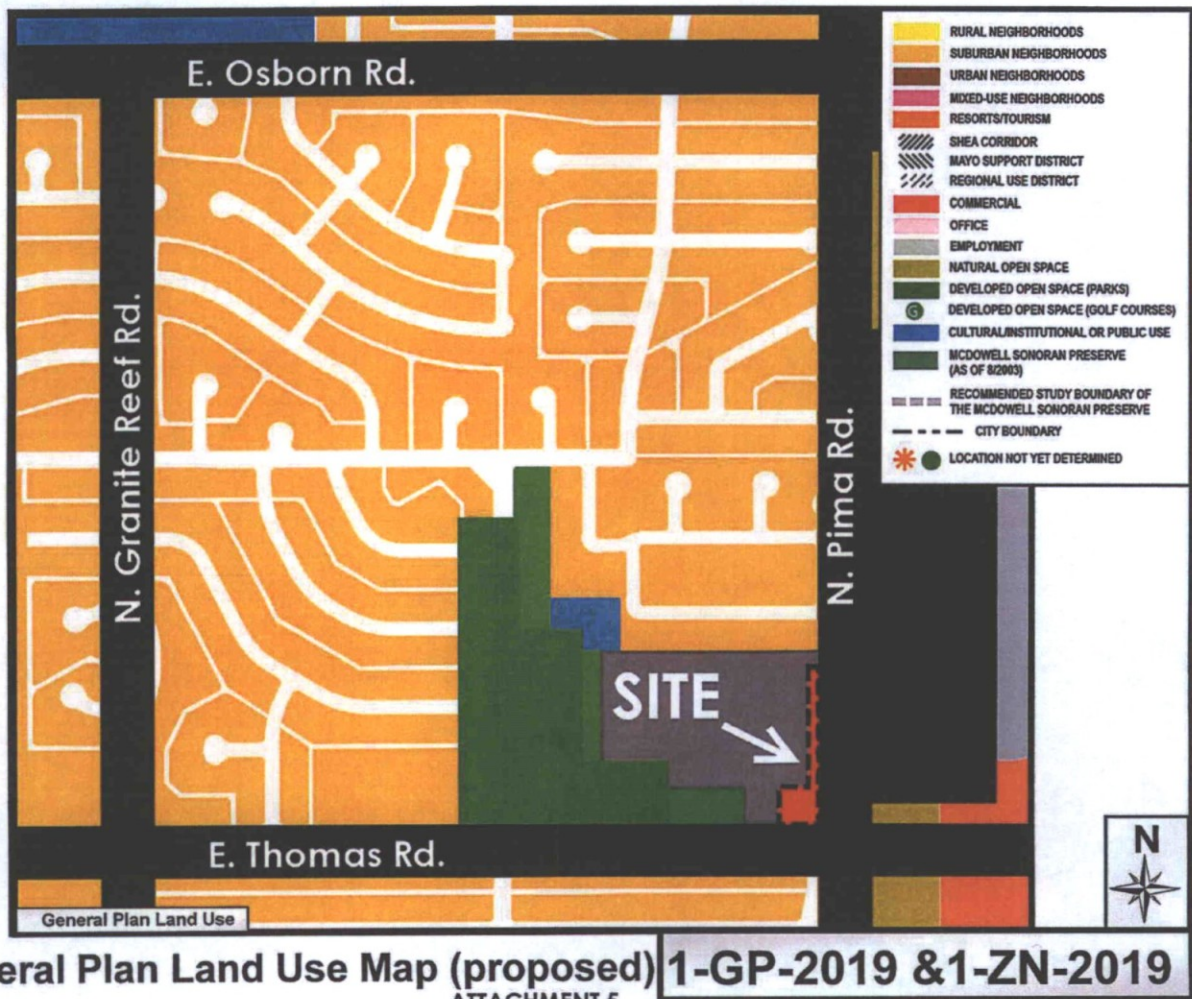 E. Osborn Rd.
N. Granite Reef Rd.
N. Pima Rd.
SITE
E. Thomas Rd.
General Plan Land Use
RURAL NEIGHBORHOODS
SUBURBAN NEIGHBORHOODS
URBAN NEIGHBORHOODS
MIXED-USE NEIGHBORHOODS
RESORTS/TOURISM
SHEA CORRIDOR
MAYO SUPPORT DISTRICT
REGIONAL USE DISTRICT
COMMERCIAL
OFFICE
EMPLOYMENT
NATURAL OPEN SPACE
DEVELOPED OPEN SPACE (PARKS)
G DEVELOPED OPEN SPACE (GOLF COURSES)
CULTURAL/INSTITUTIONAL OR PUBLIC USE
MCDOWELL SONORAN PRESERVE
(AS OF 8/2003)
RECOMMENDED STUDY BOUNDARY OF
THE MCDOWELL SONORAN PRESERVE
CITY BOUNDARY
LOCATION NOT YET DETERMINED
N
eral Plan Land Use Map (proposed)
1-GP-2019 &1-ZN-2019
ATTACHMENT 5